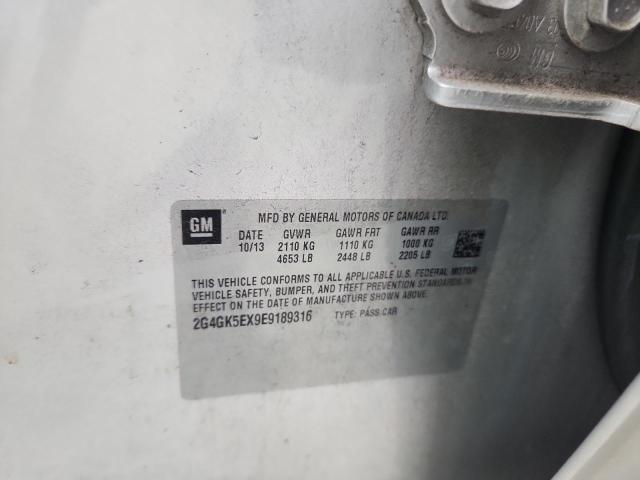 GM
MFD BY GENERAL MOTORS OF CANADA LTD.
DATE GVWR GAWR FRT GAWR RR
10/13 2110 KG 1110 KG 1000 KG
4653 LB 2448 LB 2205 LB
THIS VEHICLE CONFORMS TO ALL APPLICABLE U.S. FEDERAL MOTOR
VEHICLE SAFETY, BUMPER, AND THEFT PREVENTION STANDARDS IN
EFFECT ON THE DATE OF MANUFACTURE SHOWN ABOVE.
2G4GK5EX9E9189316 TYPE: PASS CAR